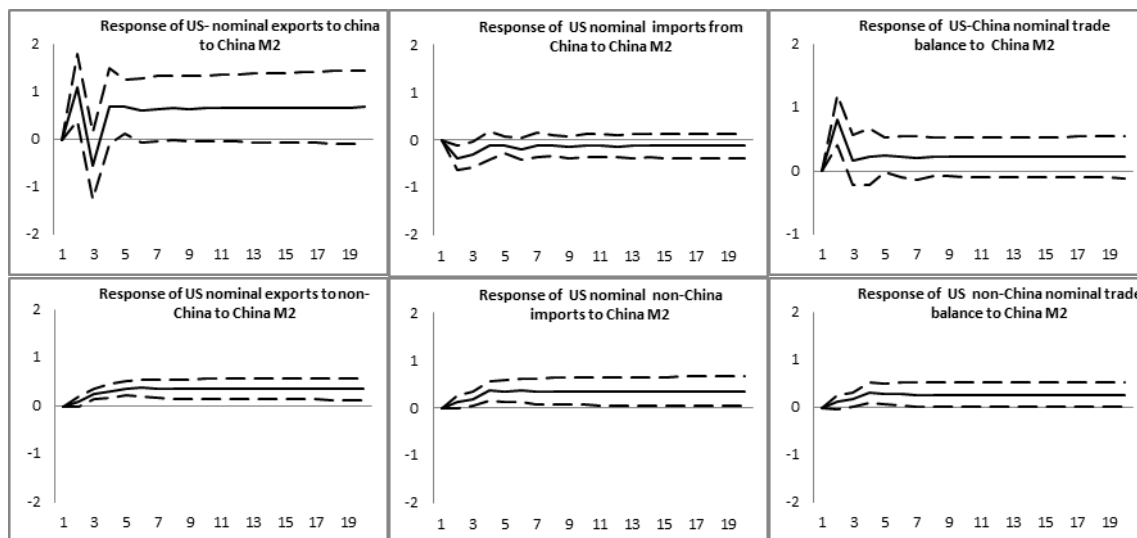 Response of US- nominal exports to china
to China M2
2
1
0
-1
-2
1 3 5 7 9 11 13 15 17 19
Response of US nominal imports from
China to China M2
2
1
0
-1
-2
1 3 5 7 9 11 13 15 17 19
Response of US-China nominal trade
balance to China M2
2
1
0
-1
1 3 5 7 9 11 13 15 17 19
Response of US nominal exports to non-
China to China M2
2
1
0
-1
-2
1 3 5 7 9 11 13 15 17 19
Response of US nominal non-China
imports to China M2
2
1
0
-1
-2
1 3 5 7 9 11 13 15 17 19
Response of US non-China nominal trade
balance to China M2
2
1
0
-1
-2
1 3 5 7 9 11 13 15 17 19